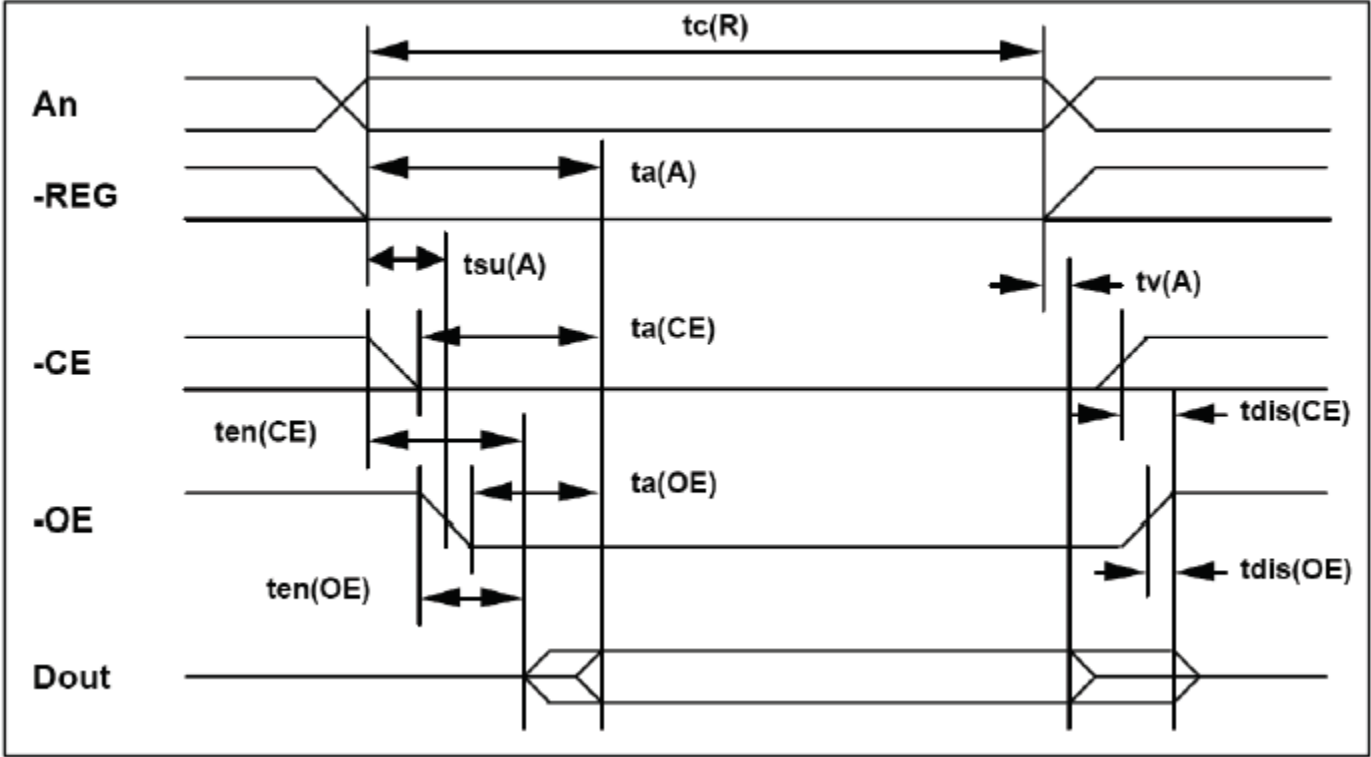 tc(R)
An
ta(A)
-REG
tsu(A)
tv(A)
ta(CE)
-CE
tdis(CE)
ten(CE)
ta(OE)
-OE
tdis(OE)
ten(OE)
Dout